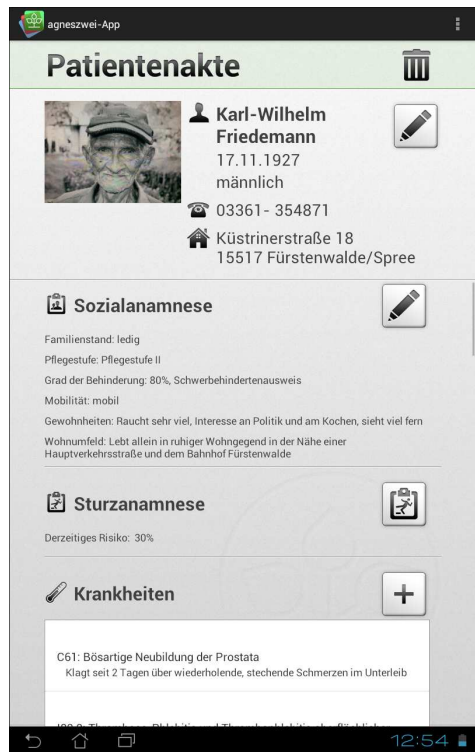 agneszwei-App
Patientenakte
Karl-Wilhelm
Friedemann
17.11.1927
männlich
03361- 354871
Küstrinerstraße 18
15517 Fürstenwalde/Spree
Sozialanamnese
Familienstand: ledig
Pflegestufe: Pflegestufe II
Grad der Behinderung: 80%, Schwerbehindertenausweis
Mobilität: mobil
Gewohnheiten: Raucht sehr viel, Interesse an Politik und am Kochen, sieht viel fern
Wohnumfeld: Lebt allein in ruhiger Wohngegend in der Nähe einer
Hauptverkehrsstraße und dem Bahnhof Fürstenwalde
Sturzanamnese
Derzeitiges Risiko: 30%
Krankheiten
C61: Bösartige Neubildung der Prostata
Klagt seit 2 Tagen über wiederholende, stechende Schmerzen im Unterleib
12:54